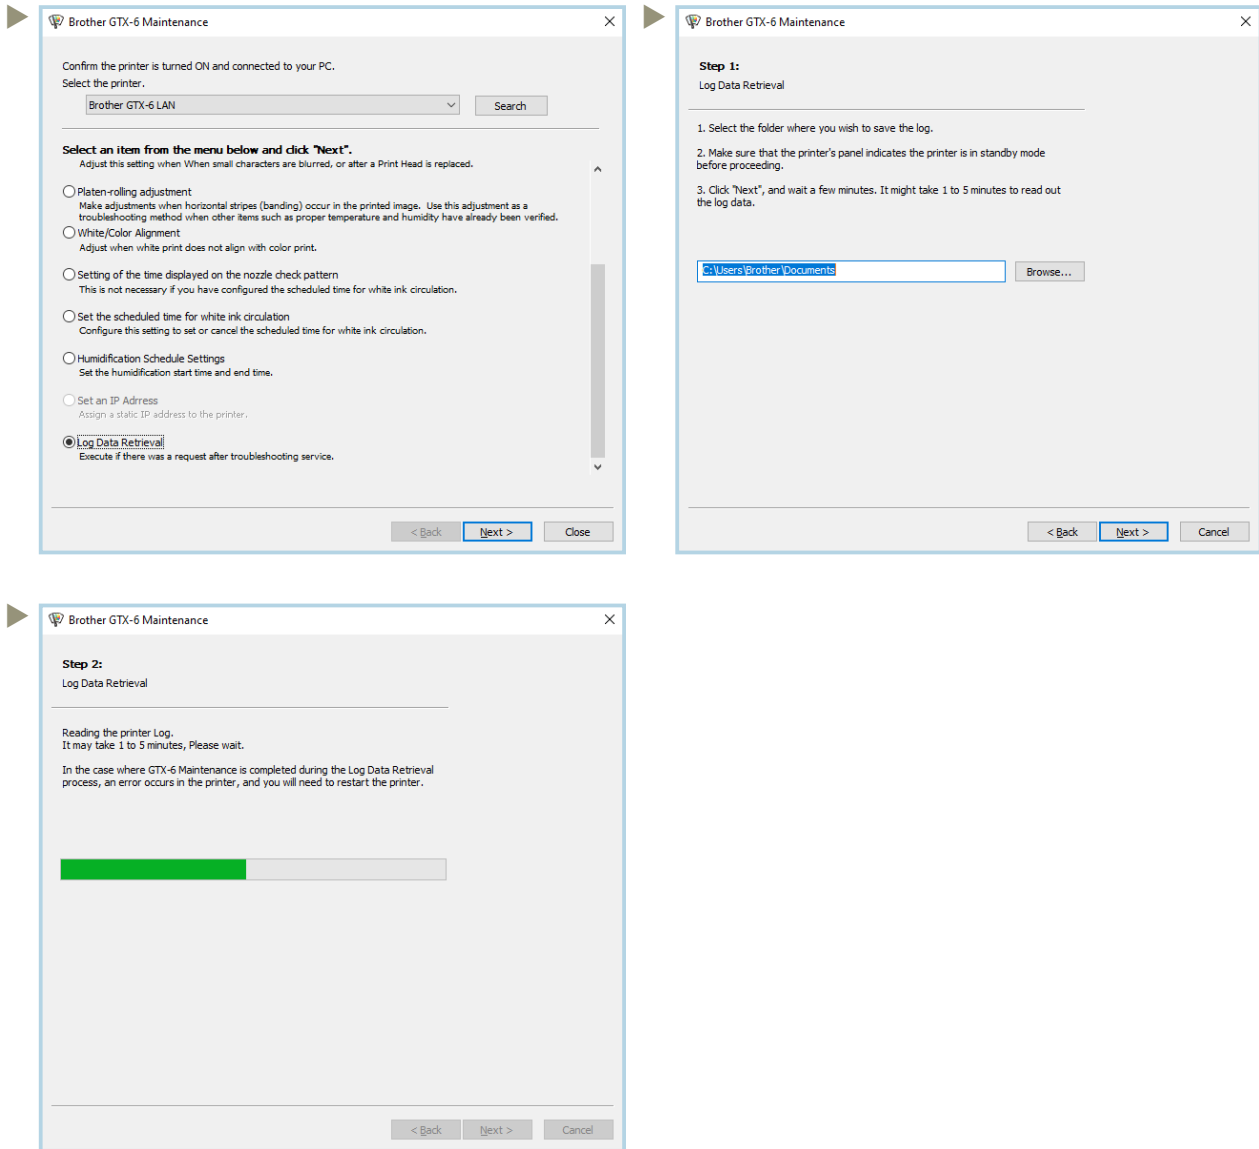 Brother GTX-6 Maintenance
Confirm the printer is turned ON and connected to your PC.
Select the printer.
Brother GTX-6 LAN
Search
Select an item from the menu below and click "Next".
Adjust this setting when When small characters are blurred, or after a Print Head is replaced.
Platen-rolling adjustment
Make adjustments when horizontal stripes (banding) occur in the printed image. Use this adjustment as a
troubleshooting method when other items such as proper temperature and humidity have already been verified.
White/Color Alignment
Adjust when white print does not align with color print.
Setting of the time displayed on the nozzle check pattern
This is not necessary if you have configured the scheduled time for white ink circulation.
Set the scheduled time for white ink circulation
Configure this setting to set or cancel the scheduled time for white ink circulation.
Humidification Schedule Settings
Set the humidification start time and end time.
Set an IP Adrress
Assign a static IP address to the printer.
Log Data Retrieval
Execute if there was a request after troubleshooting service.
< Back
Next >
Close
Brother GTX-6 Maintenance
Step 1:
Log Data Retrieval
1. Select the folder where you wish to save the log.
2. Make sure that the printer's panel indicates the printer is in standby mode
before proceeding.
3. Click "Next", and wait a few minutes. It might take 1 to 5 minutes to read out
the log data.
C:\Users\Brother\Documents
Browse...
< Back
Next >
Cancel
Brother GTX-6 Maintenance
Step 2:
Log Data Retrieval
Reading the printer Log.
It may take 1 to 5 minutes, Please wait.
In the case where GTX-6 Maintenance is completed during the Log Data Retrieval
process, an error occurs in the printer, and you will need to restart the printer.
< Back
Next >
Cancel